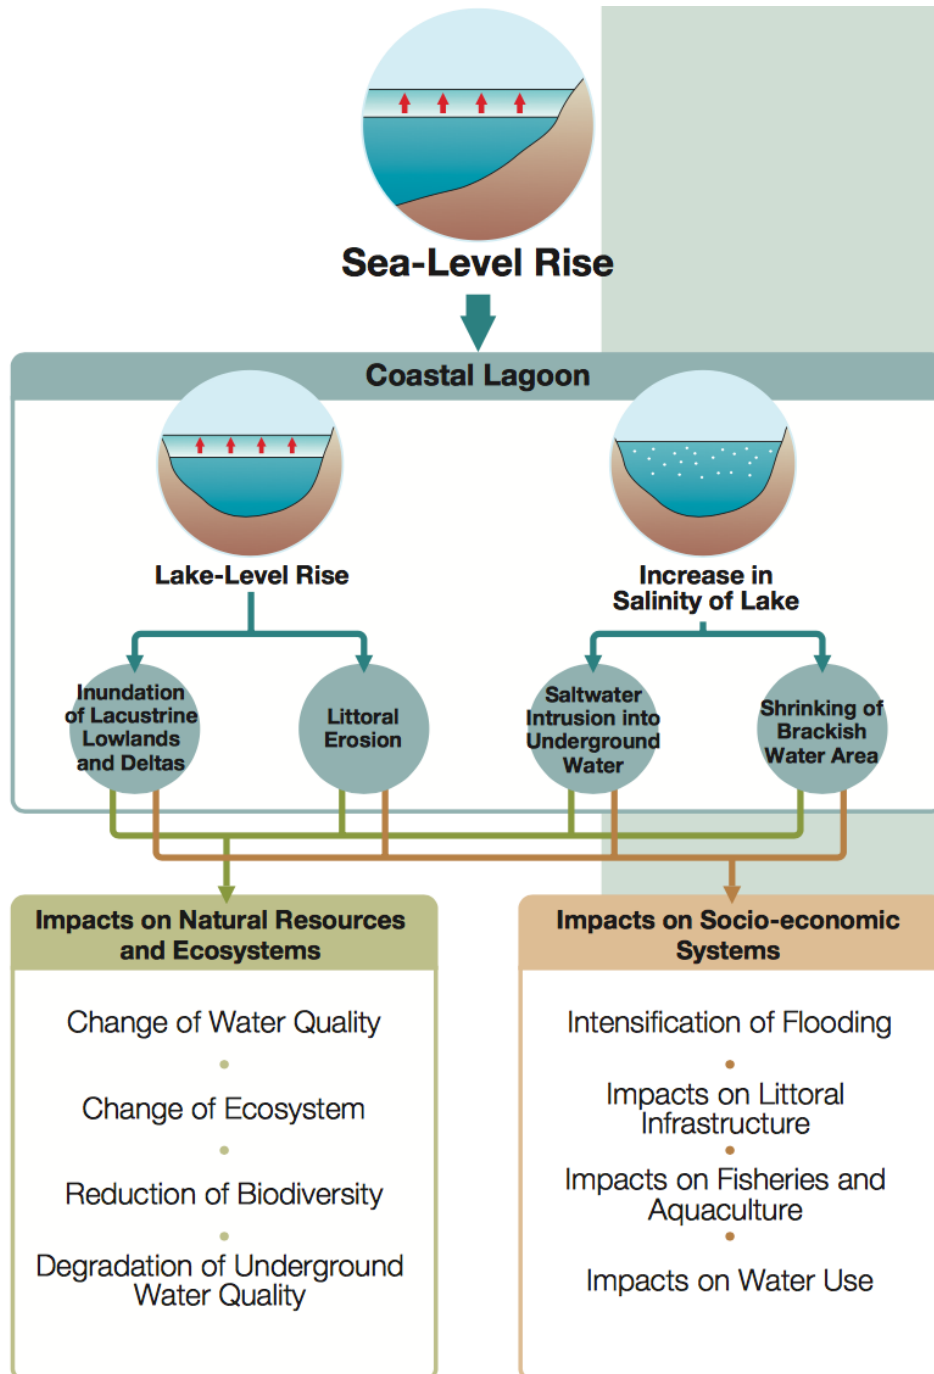 Sea-Level Rise
Coastal Lagoon
Lake-Level Rise
Increase in
Salinity of Lake
Inundation
of Lacustrine
Lowlands
and Deltas
Littoral
Erosion
Saltwater
Intrusion into
Underground
Water
Shrinking of
Brackish
Water Area
Impacts on Natural Resources
and Ecosystems
Change of Water Quality
Change of Ecosystem
Reduction of Biodiversity
Degradation of Underground
Water Quality
Impacts on Socio-economic
Systems
Intensification of Flooding
Impacts on Littoral
Infrastructure
Impacts on Fisheries and
Aquaculture
Impacts on Water Use